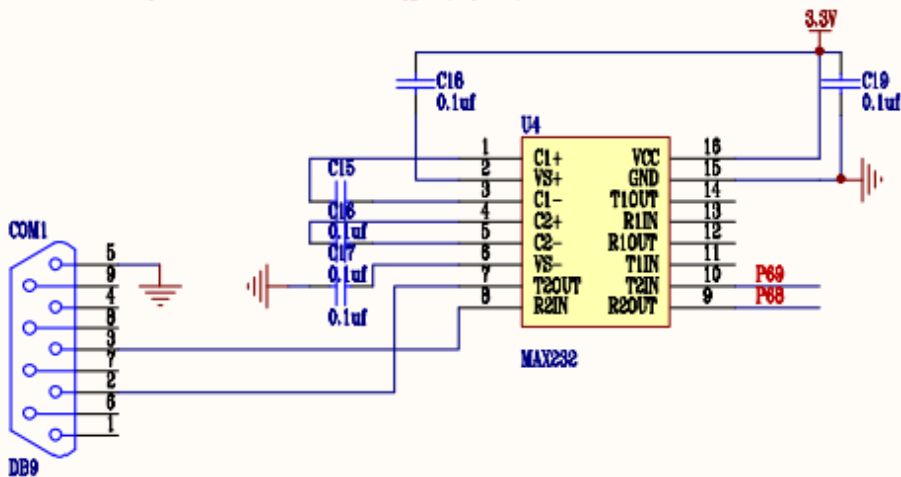 3.3V
C18
0.1uf
C19
0.1uf
U4
1 C1+ VCC 16
2 VS+ GND 15
3 C1- T1OUT 14
4 C2+ R1IN 13
5 C2- R1OUT 12
6 VS- T1IN 11
7 T2OUT T2IN 10 P69
8 R2IN R2OUT 9 P68
C15
C16
0.1uf
C17
0.1uf
0.1uf
MAX232
COM1
5
9
4
8
3
7
2
6
1
DB9